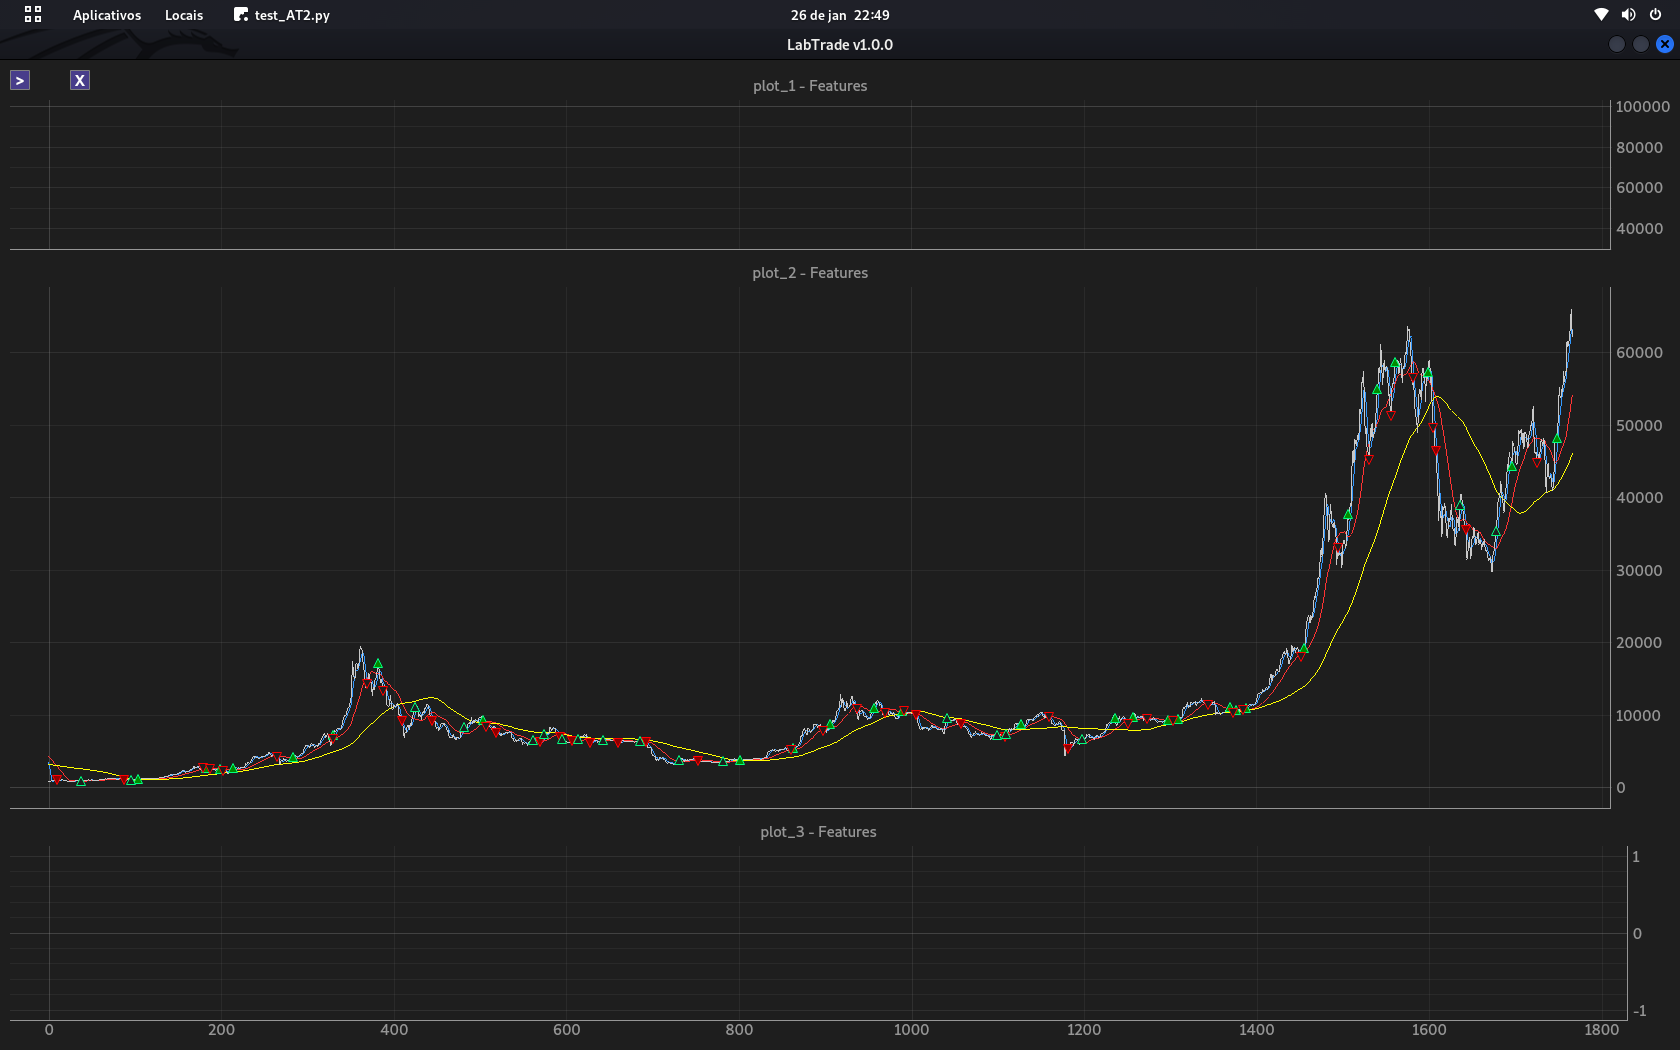 Aplicativos Locais test_AT2.py 26 de jan 22:49
LabTrade v1.0.0
> X
plot_1 - Features
100000
80000
60000
40000
plot_2 - Features
60000
50000
40000
30000
20000
10000
0
plot_3 - Features
1
0
-1
0 200 400 600 800 1000 1200 1400 1600 1800